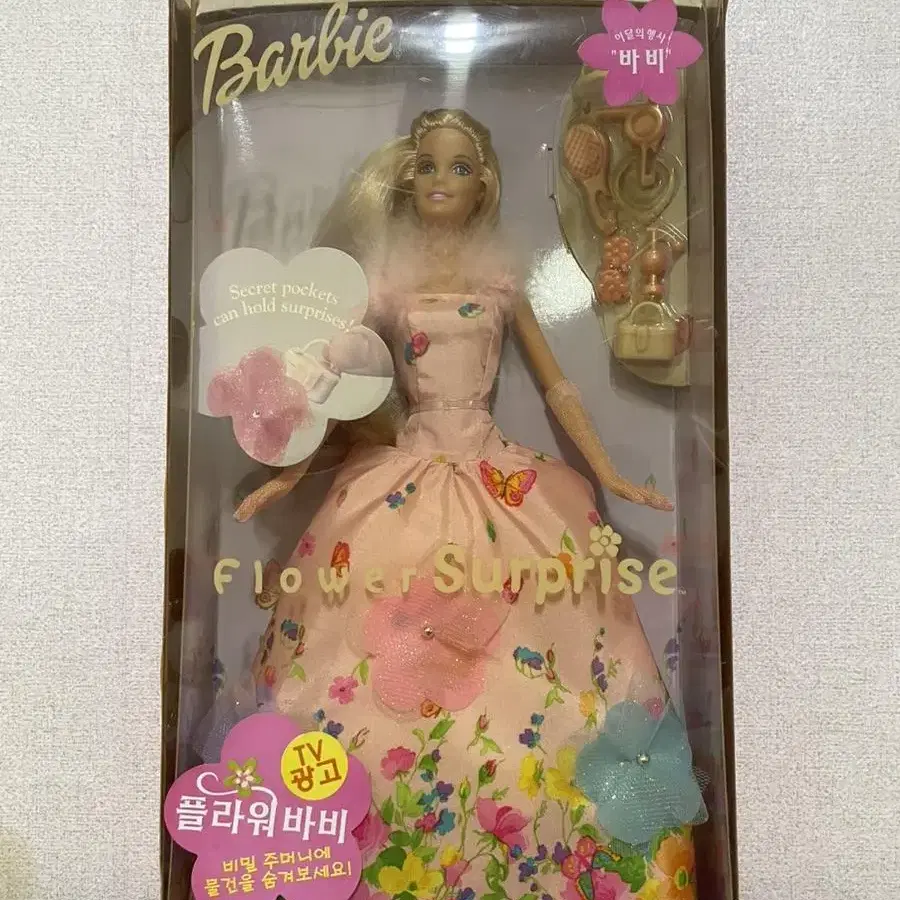 Barbie
이달의행사
"바비"
Secret pockets
can hold surprises!
Flower Surprise
TV
광고
플라워바비
비밀 주머니에
물건을 숨겨보세요!